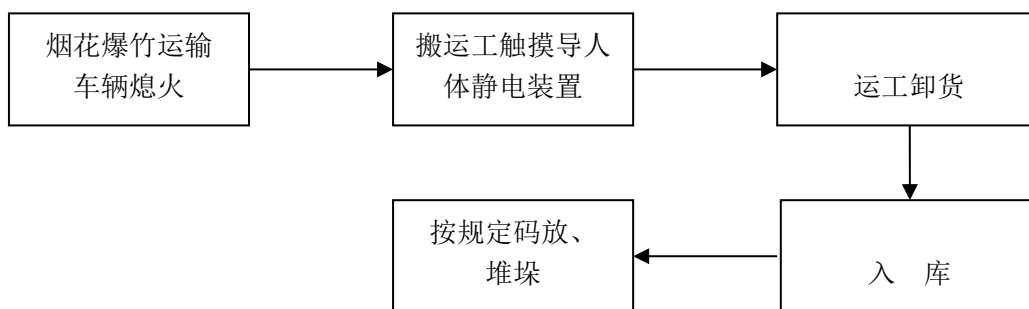 烟花爆竹运输
车辆熄火
搬运工触摸导人
体静电装置
运工卸货
入 库
按规定码放、
堆垛